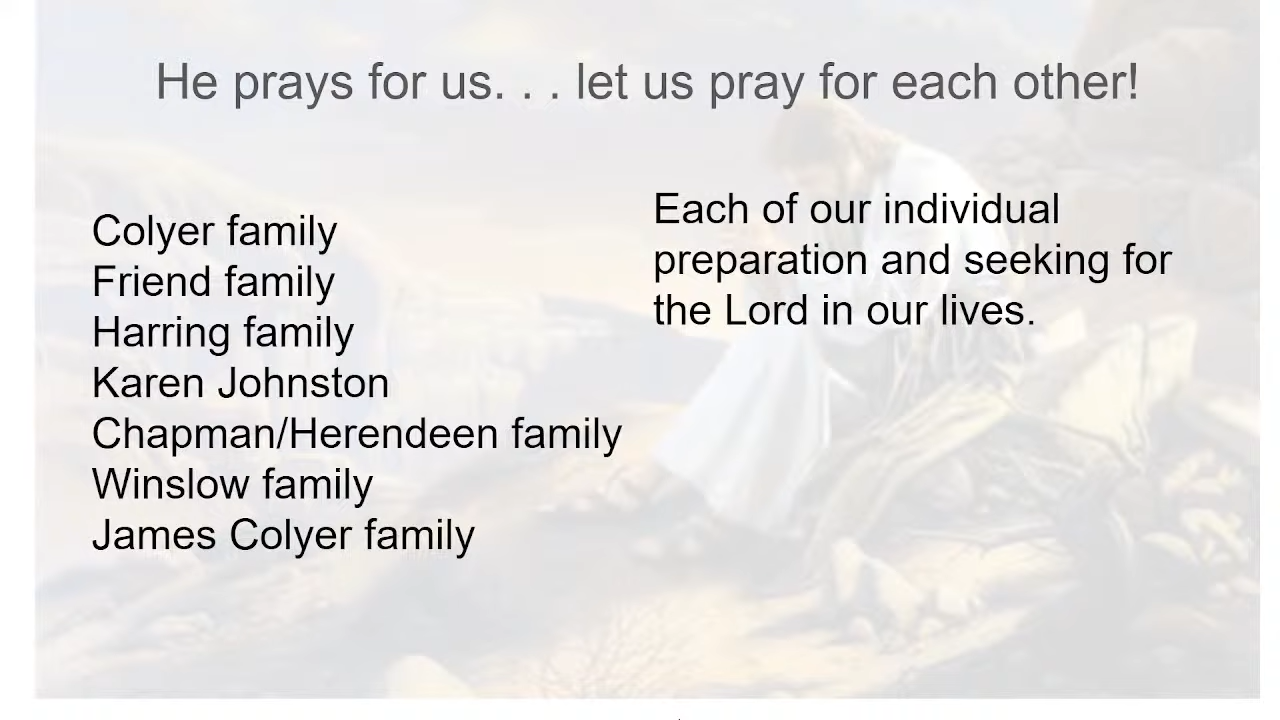 He prays for us. . . let us pray for each other!
Colyer family
Friend family
Harring family
Karen Johnston
Chapman/Herendeen family
Winslow family
James Colyer family
Each of our individual
preparation and seeking for
the Lord in our lives.